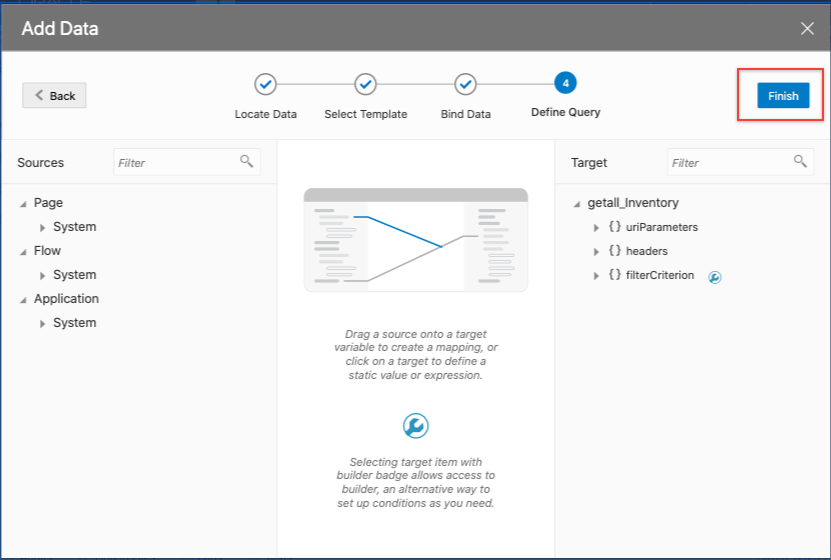 Add Data
Back
4
Locate Data
Select Template
Bind Data
Define Query
Finish
Sources
Filter
Page
System
Flow
System
Application
System
Drag a source onto a target
variable to create a mapping, or
click on a target to define a
static value or expression.
Selecting target item with
builder badge allows access to
builder, an alternative way to
set up conditions as you need.
Target
Filter
getall_Inventory
{} uriParameters
{} headers
{} filterCriterion